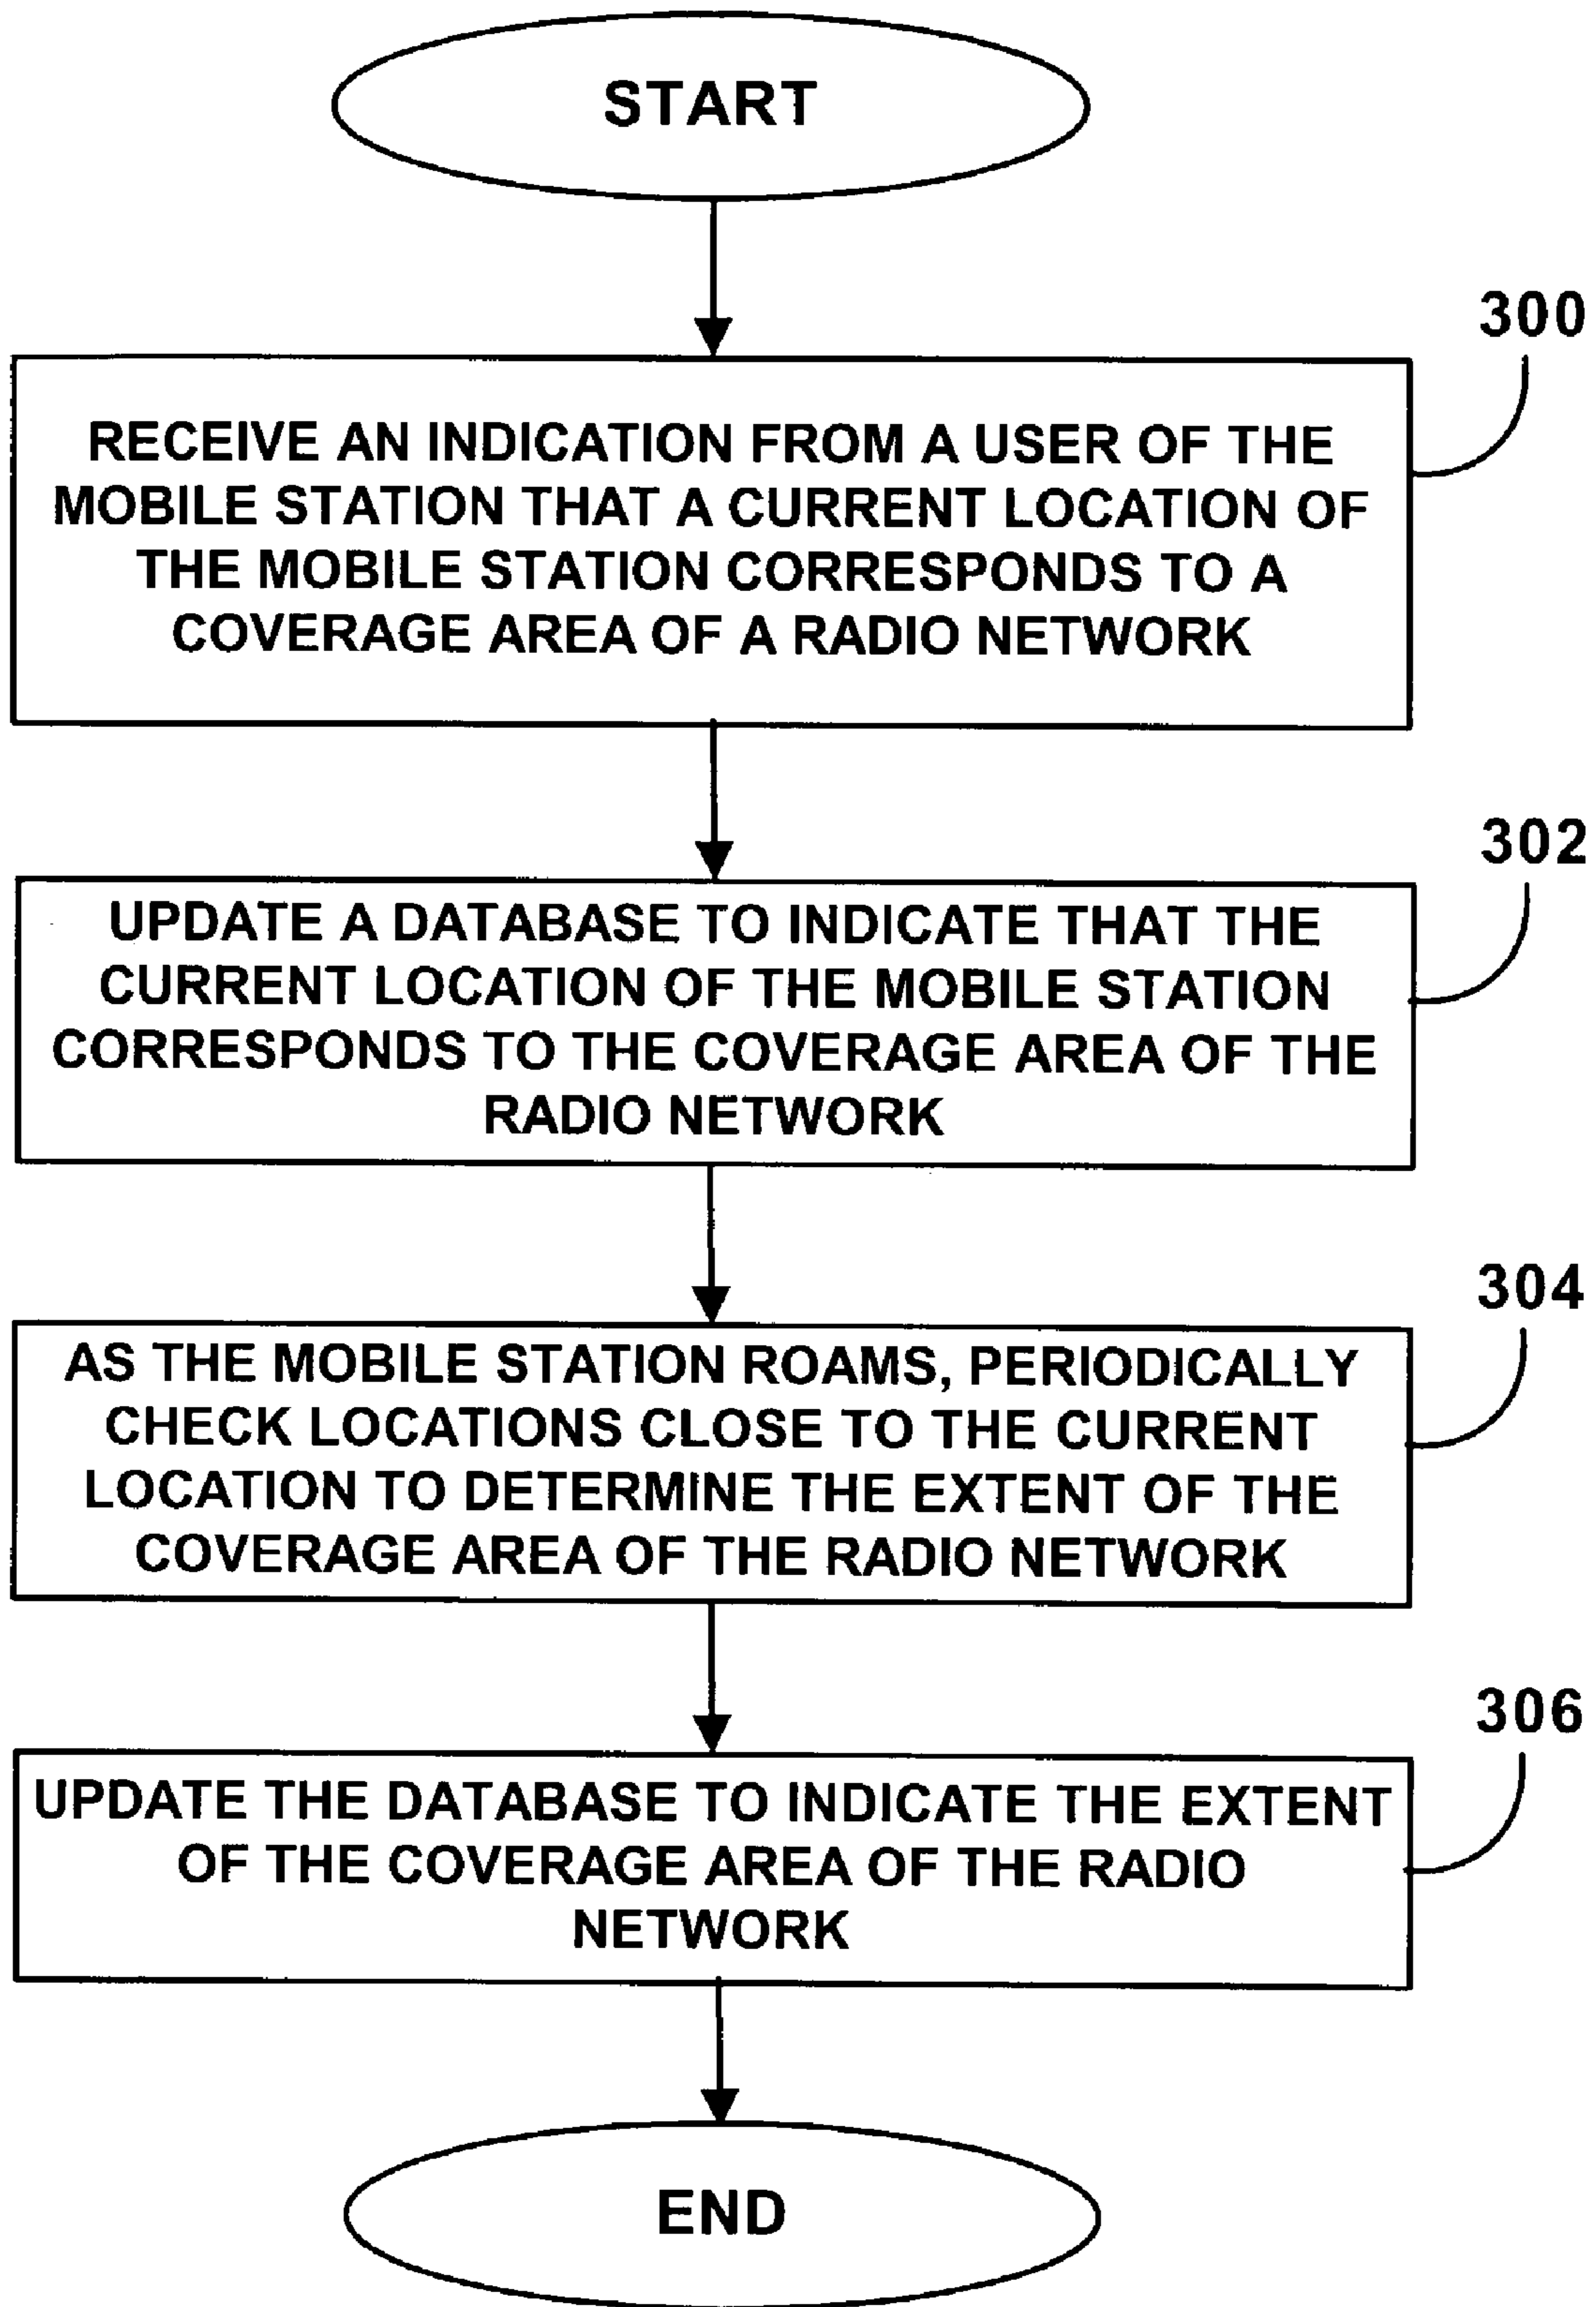 START
300
RECEIVE AN INDICATION FROM A USER OF THE
MOBILE STATION THAT A CURRENT LOCATION OF
THE MOBILE STATION CORRESPONDS TO A
COVERAGE AREA OF A RADIO NETWORK
302
UPDATE A DATABASE TO INDICATE THAT THE
CURRENT LOCATION OF THE MOBILE STATION
CORRESPONDS TO THE COVERAGE AREA OF THE
RADIO NETWORK
304
AS THE MOBILE STATION ROAMS, PERIODICALLY
CHECK LOCATIONS CLOSE TO THE CURRENT
LOCATION TO DETERMINE THE EXTENT OF THE
COVERAGE AREA OF THE RADIO NETWORK
306
UPDATE THE DATABASE TO INDICATE THE EXTENT
OF THE COVERAGE AREA OF THE RADIO
NETWORK
END